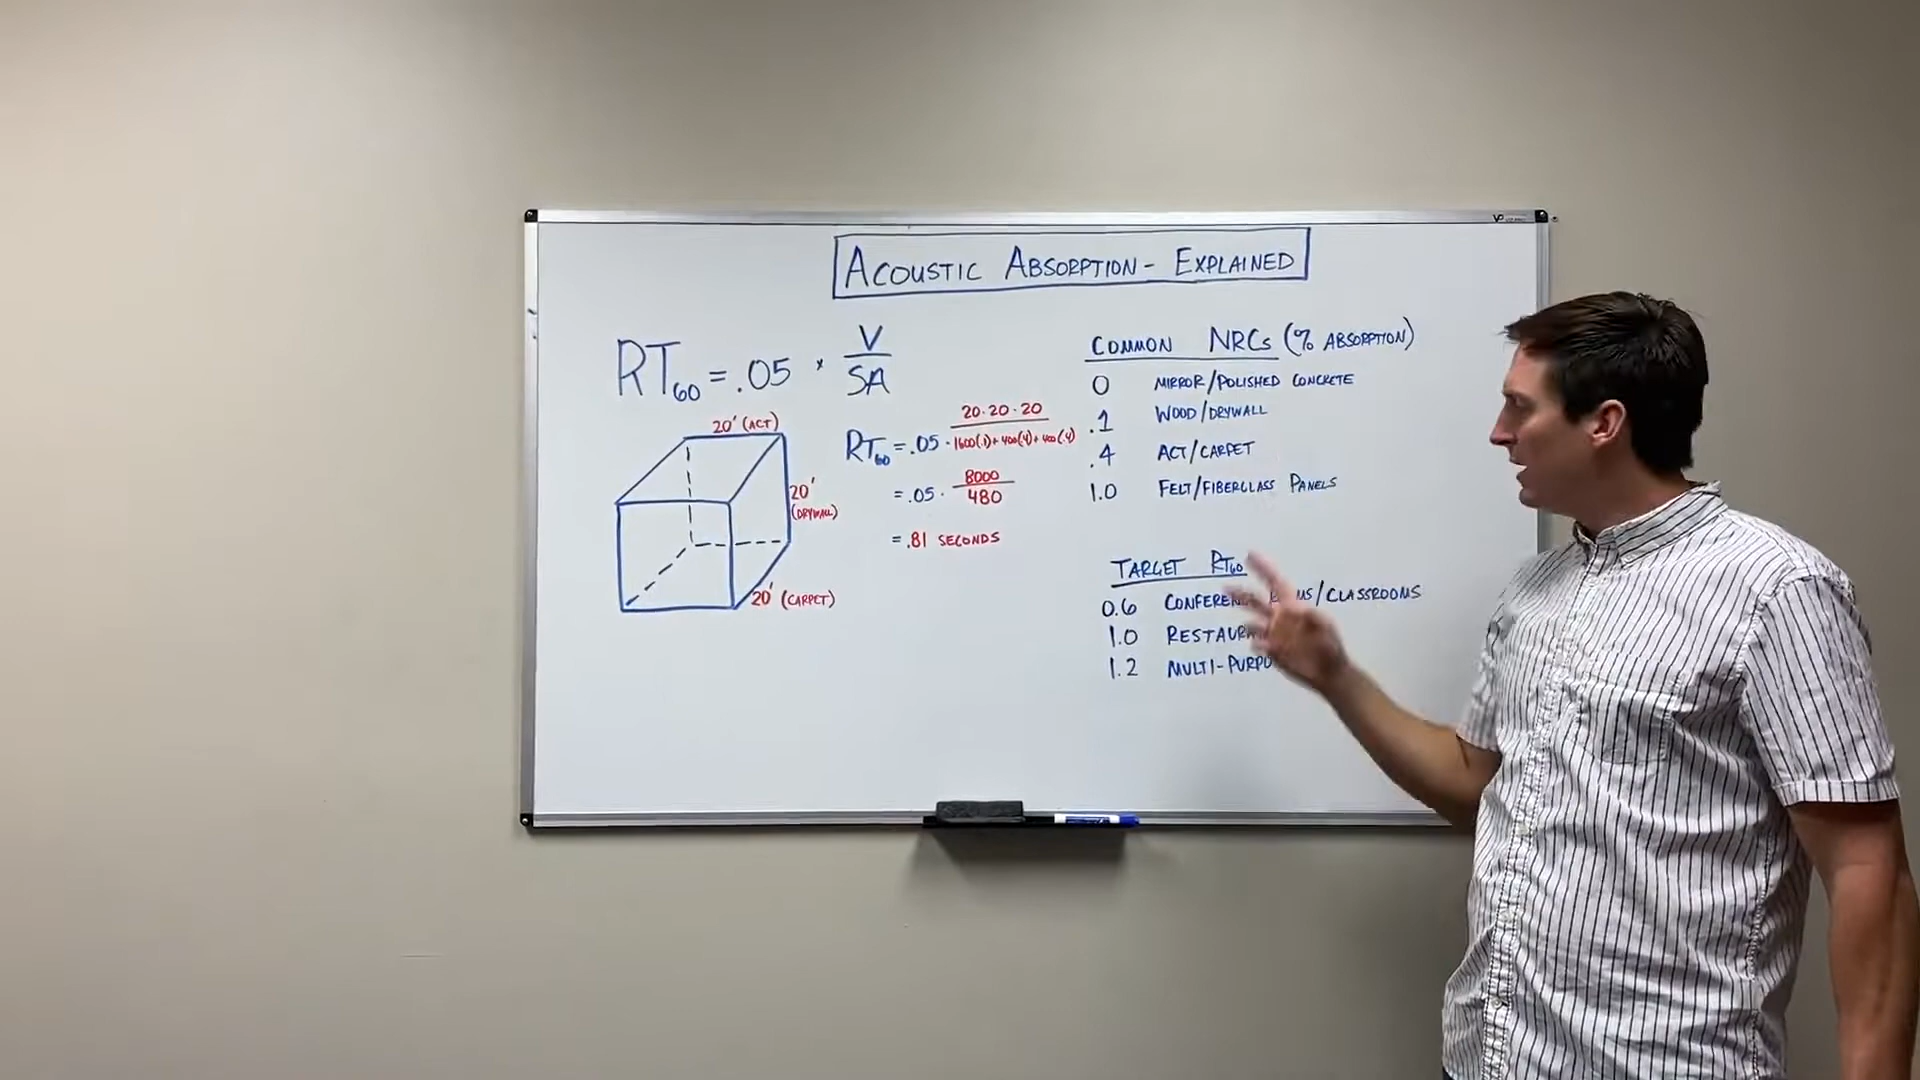 ACOUSTIC ABSORPTION - EXPLAINED
RT60 = .05 · V/SA
20' (ACT)
20'
(DRYWALL)
20' (CARPET)
20·20·20
RT60 = .05 · 1600(.1)+400(.4)+400(.4)
8000
= .05 · 480
= .81 SECONDS
COMMON NRCs (% ABSORPTION)
0 MIRROR/POLISHED CONCRETE
.1 WOOD/DRYWALL
.4 ACT/CARPET
1.0 FELT/FIBERGLASS PANELS
TARGET RT60
0.6 /CLASSROOMS
1.0
1.2